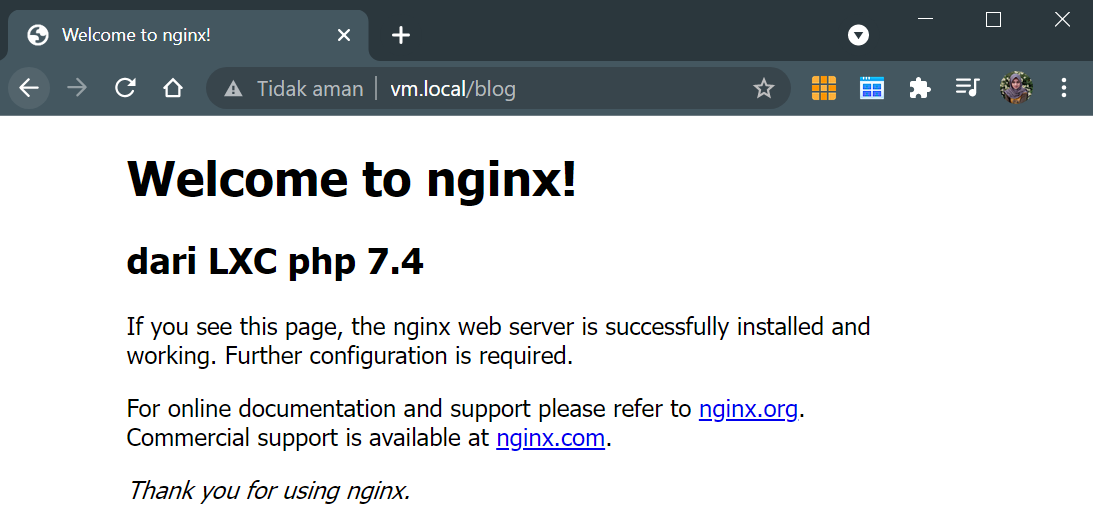 Welcome to nginx!
Tidak aman | vm.local/blog
Welcome to nginx!
dari LXC php 7.4
If you see this page, the nginx web server is successfully installed and
working. Further configuration is required.
For online documentation and support please refer to nginx.org.
Commercial support is available at nginx.com.
Thank you for using nginx.